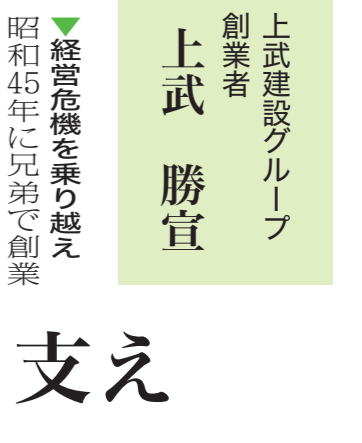 上武建設グループ
創業者
上武　勝宣
▼経営危機を乗り越え
昭和45年に兄弟で創業
支え